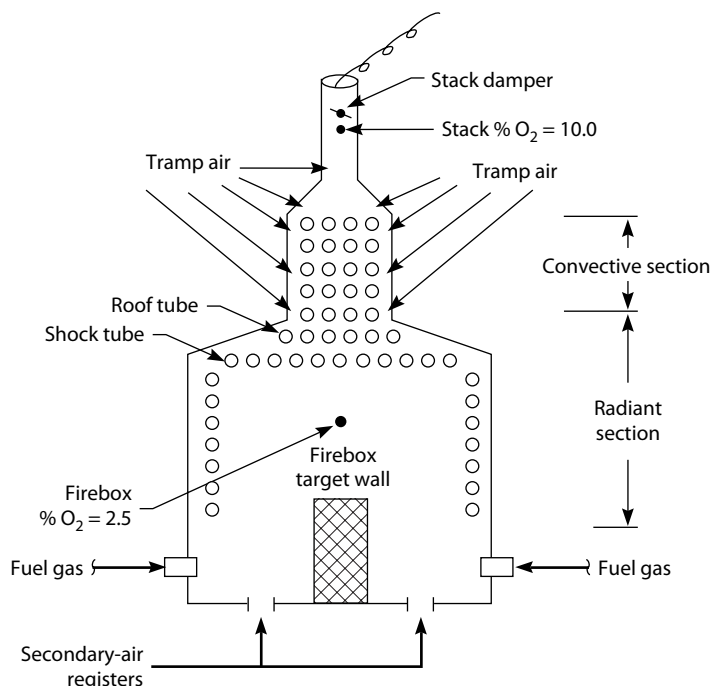 Stack damper
Stack % O₂ = 10.0
Tramp air
Tramp air
Convective section
Roof tube
Shock tube
Radiant
section
Firebox
target wall
Firebox
% O₂ = 2.5
Fuel gas
Fuel gas
Secondary-air
registers